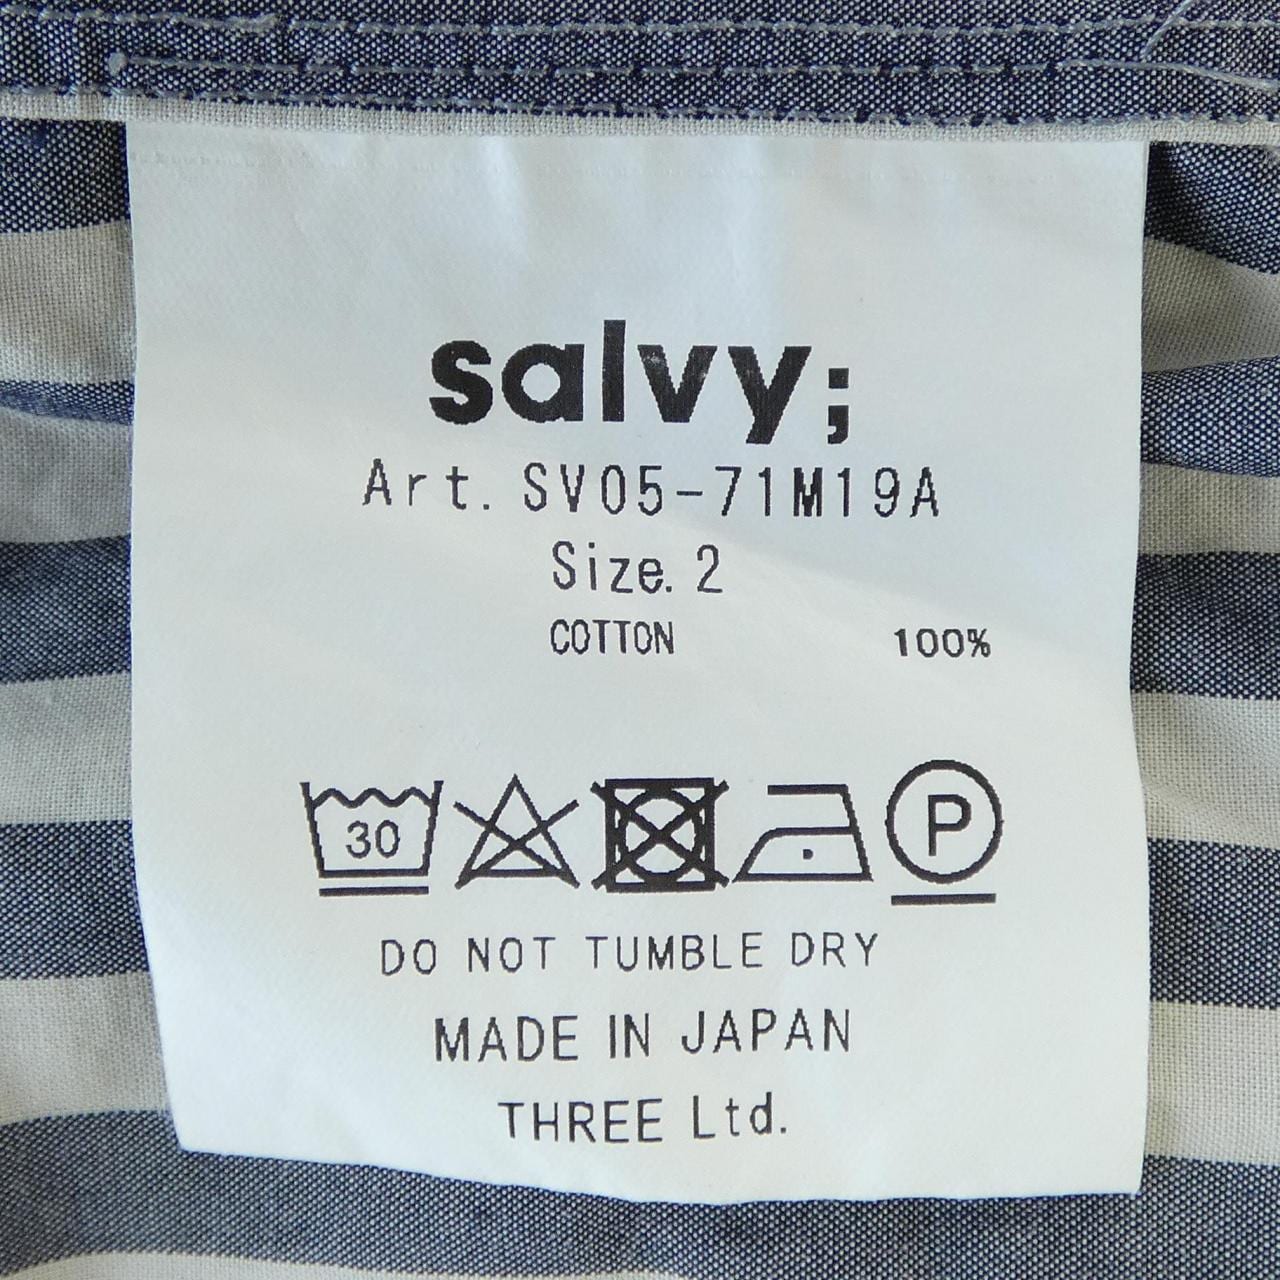 salvy;
Art. SV05-71M19A
Size. 2
COTTON 100%
30 P
DO NOT TUMBLE DRY
MADE IN JAPAN
THREE Ltd.